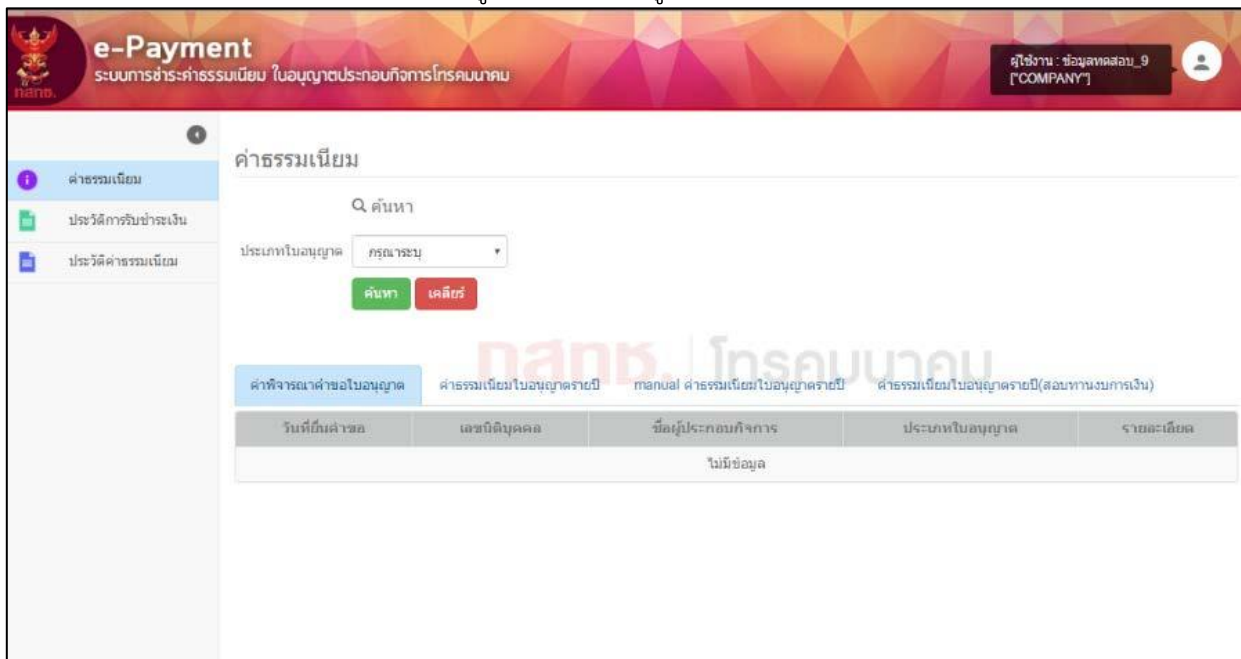 e-Payment
ระบบการชำระค่าธรรมเนียม ใบอนุญาตประกอบกิจการโทรคมนาคม
กสทช.
ผู้ใช้งาน : ข้อมูลทดสอบ_9
["COMPANY"]
ค่าธรรมเนียม
ประวัติการรับชำระเงิน
ประวัติค่าธรรมเนียม
ค่าธรรมเนียม
ค้นหา
ประเภทใบอนุญาต กรุณาระบุ
ค้นหา เคลียร์
กสทช. โทรคมนาคม
ค่าพิจารณาคำขอใบอนุญาต ค่าธรรมเนียมใบอนุญาตรายปี manual ค่าธรรมเนียมใบอนุญาตรายปี ค่าธรรมเนียมใบอนุญาตรายปี(สอบทานงบการเงิน)
วันที่ยื่นคำขอ เลขนิติบุคคล ชื่อผู้ประกอบกิจการ ประเภทใบอนุญาต รายละเอียด
ไม่มีข้อมูล